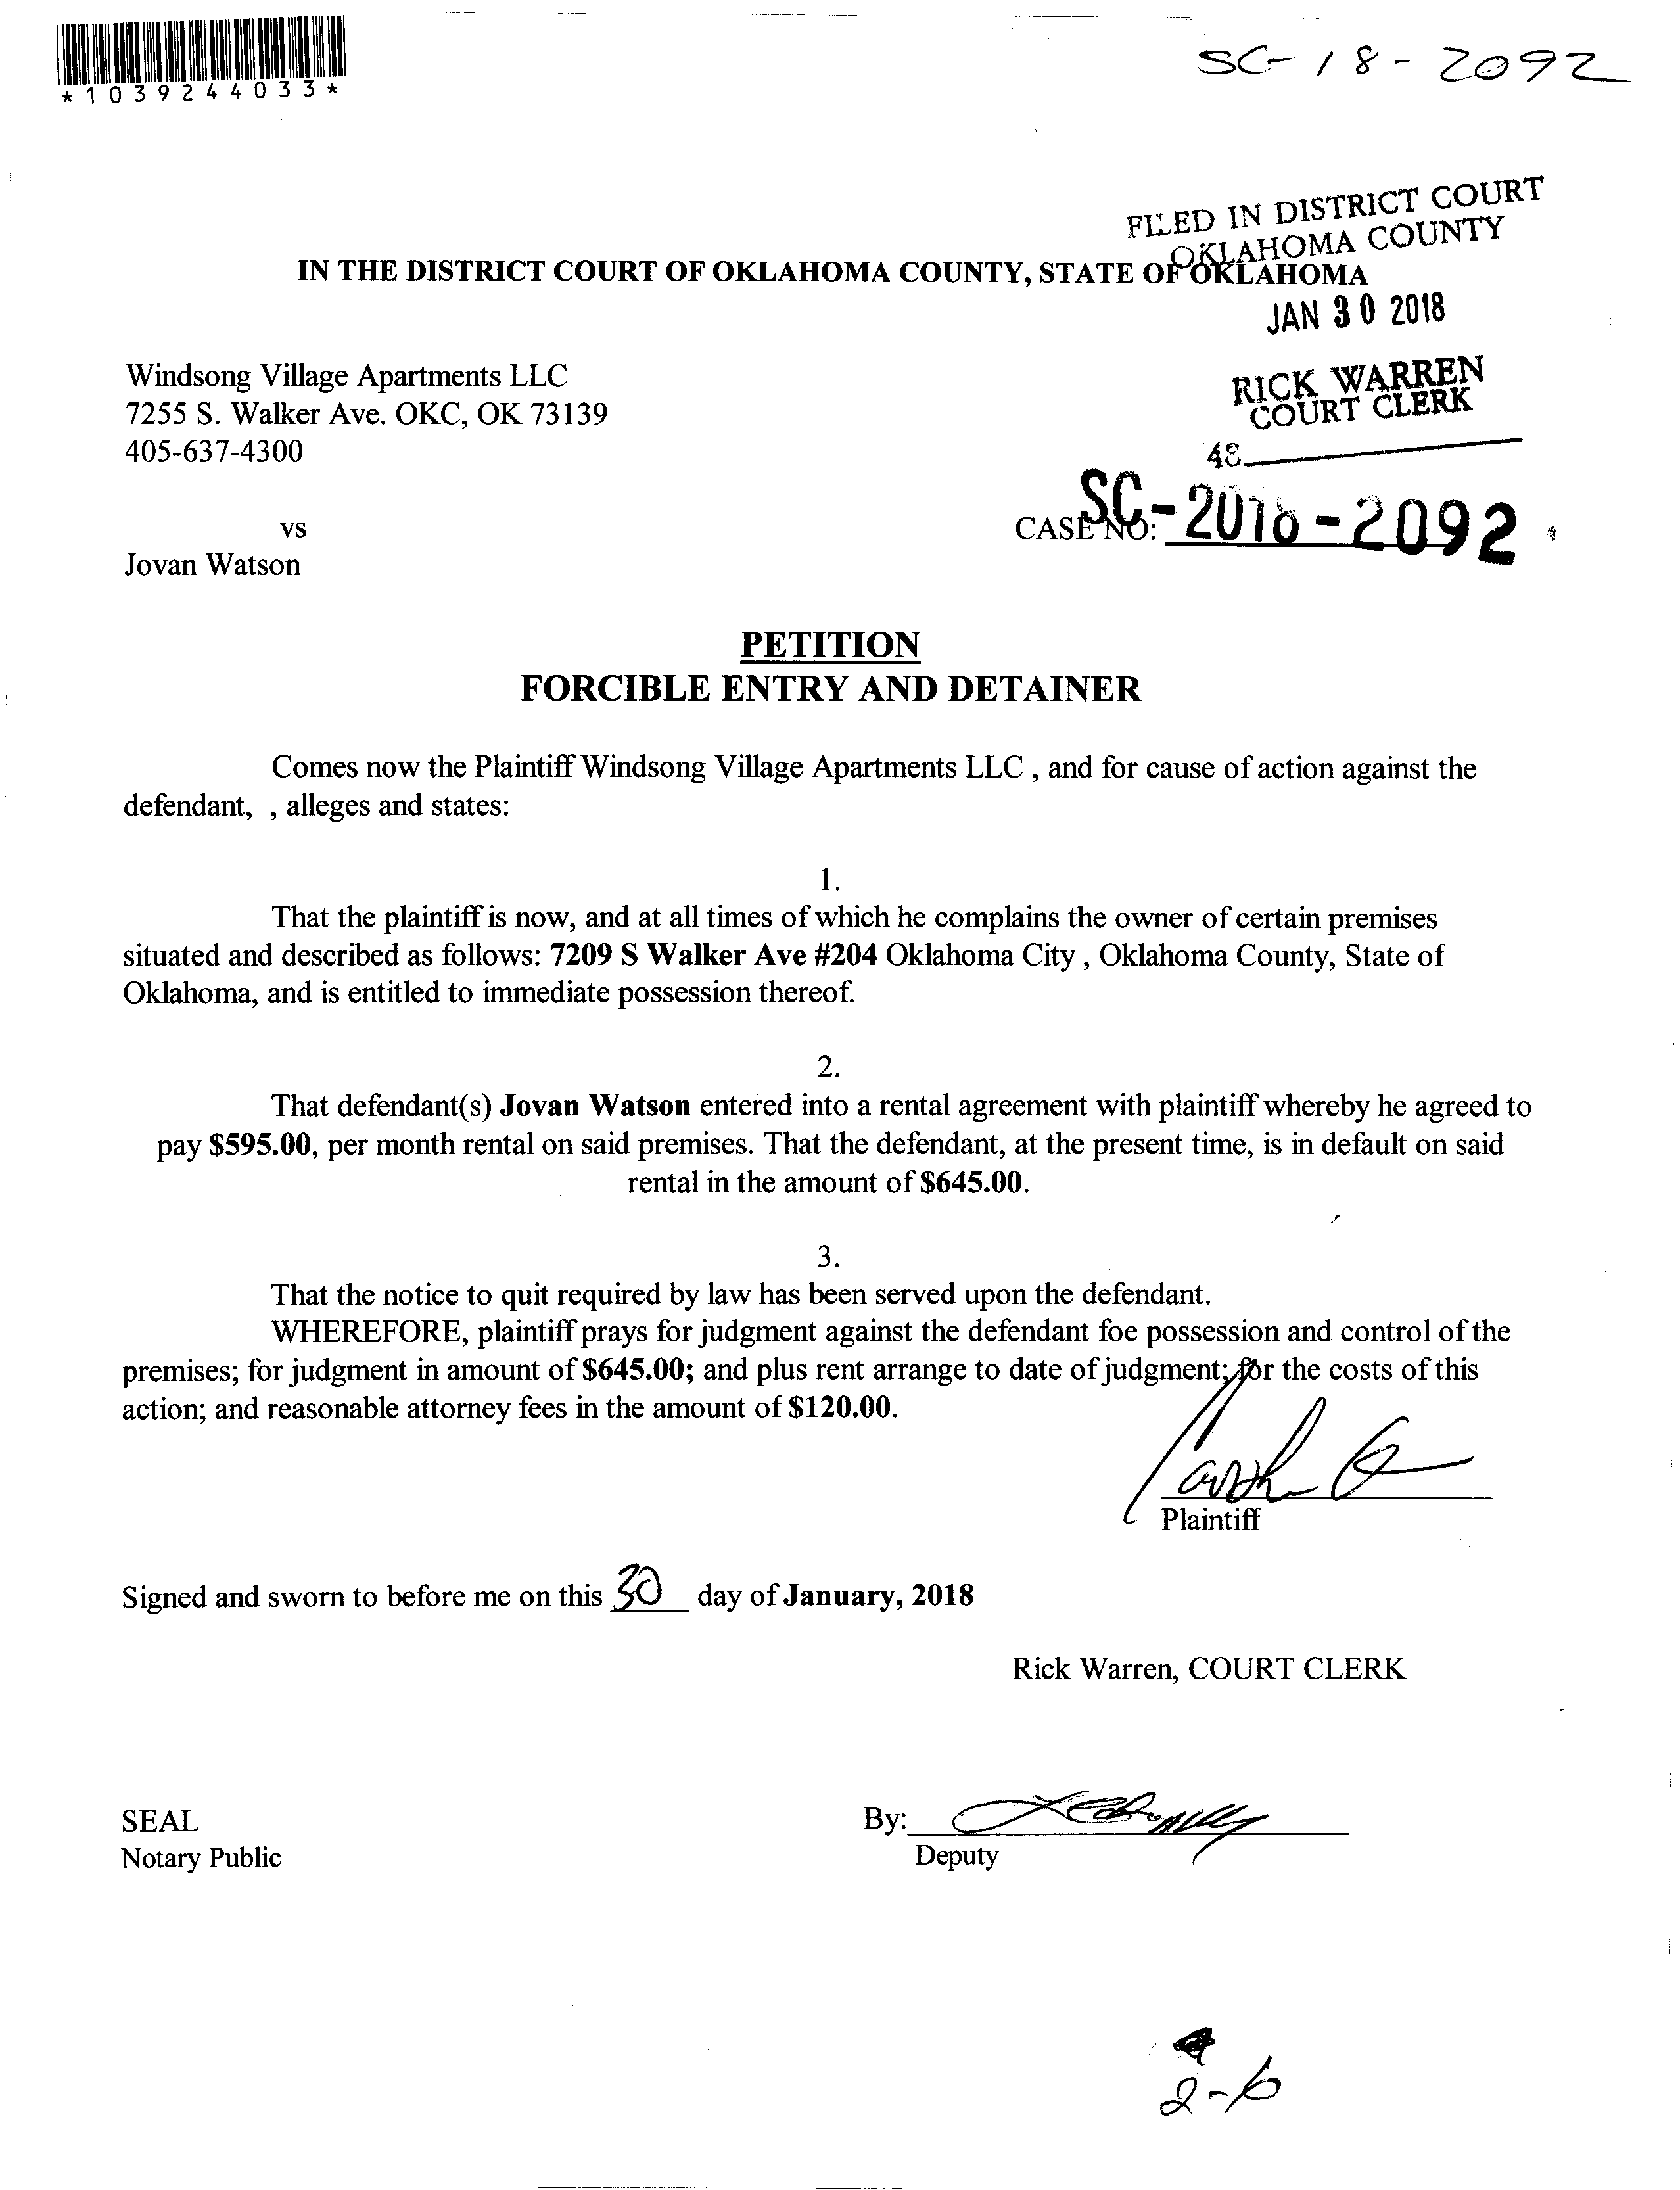 *1039244033*
SC-18-2092
FILED IN DISTRICT COURT
OKLAHOMA COUNTY
IN THE DISTRICT COURT OF OKLAHOMA COUNTY, STATE OF OKLAHOMA
JAN 30 2018
Windsong Village Apartments LLC
7255 S. Walker Ave. OKC, OK 73139
405-637-4300
RICK WARREN
COURT CLERK
48
vs
CASE NO: SC-2018-2092
Jovan Watson
PETITION
FORCIBLE ENTRY AND DETAINER
Comes now the Plaintiff Windsong Village Apartments LLC , and for cause of action against the
defendant, , alleges and states:
1.
That the plaintiff is now, and at all times of which he complains the owner of certain premises
situated and described as follows: 7209 S Walker Ave #204 Oklahoma City , Oklahoma County, State of
Oklahoma, and is entitled to immediate possession thereof.
2.
That defendant(s) Jovan Watson entered into a rental agreement with plaintiff whereby he agreed to
pay $595.00, per month rental on said premises. That the defendant, at the present time, is in default on said
rental in the amount of $645.00.
3.
That the notice to quit required by law has been served upon the defendant.
WHEREFORE, plaintiff prays for judgment against the defendant foe possession and control of the
premises; for judgment in amount of $645.00; and plus rent arrange to date of judgment; for the costs of this
action; and reasonable attorney fees in the amount of $120.00.
Plaintiff
Signed and sworn to before me on this 30 day of January, 2018
Rick Warren, COURT CLERK
SEAL
By:
Notary Public
Deputy
2-6